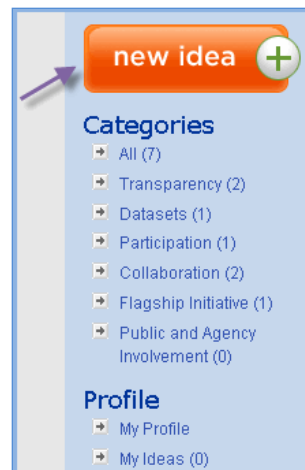 new idea
Categories
All (7)
Transparency (2)
Datasets (1)
Participation (1)
Collaboration (2)
Flagship Initiative (1)
Public and Agency
Involvement (0)
Profile
My Profile
My Ideas (0)